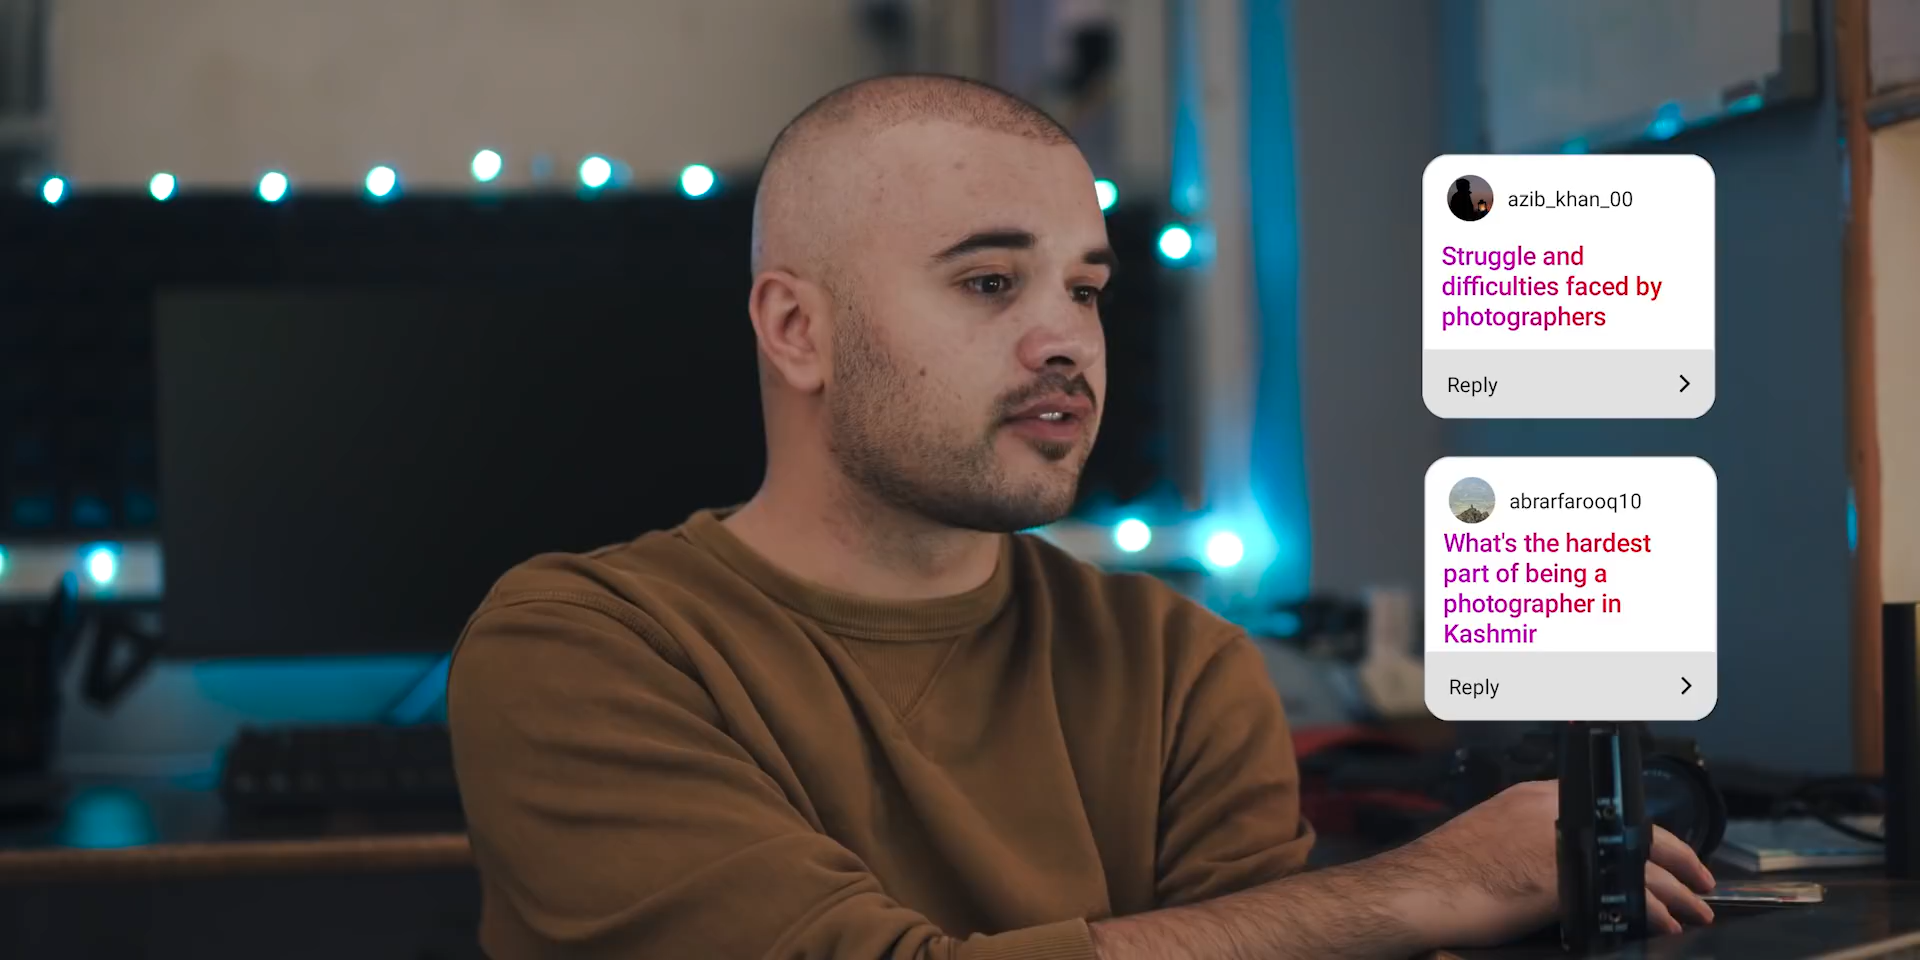 azib_khan_00
Struggle and
difficulties faced by
photographers
Reply
abrarfarooq10
What's the hardest
part of being a
photographer in
Kashmir
Reply